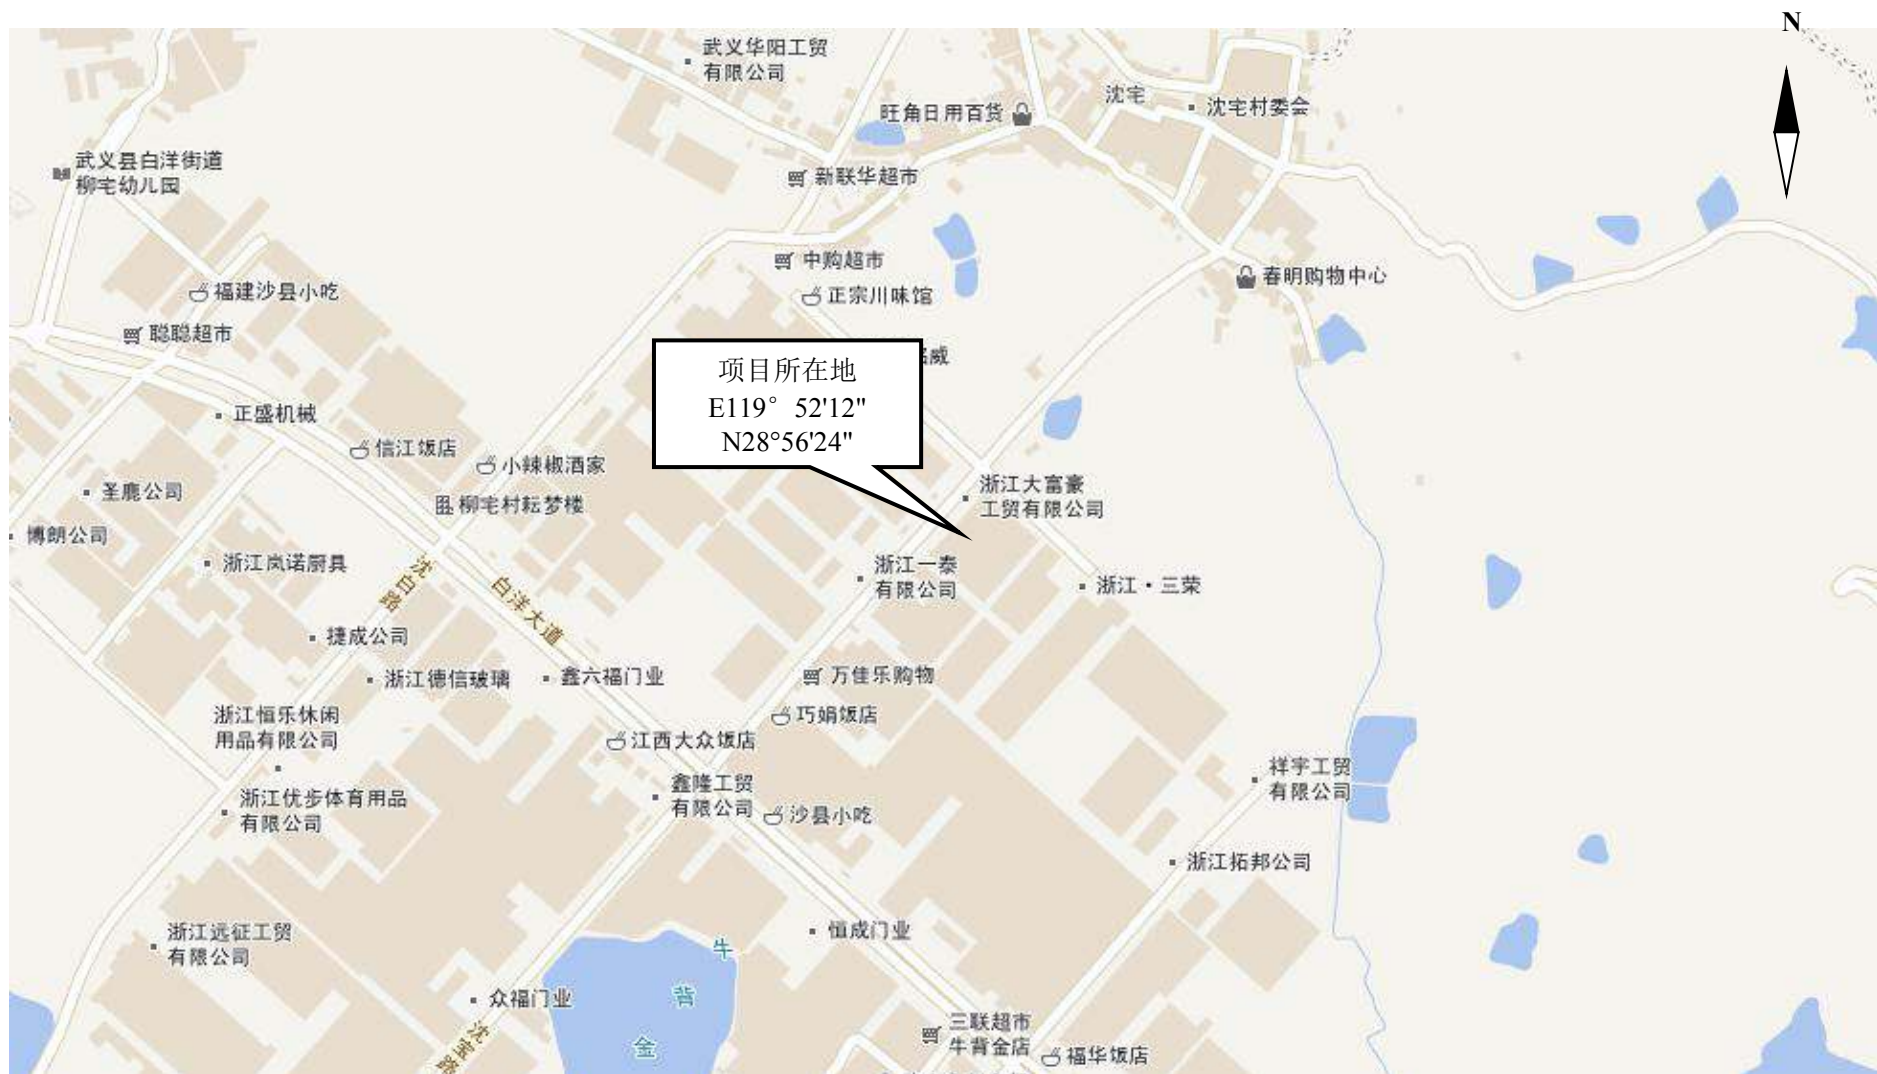 N
武义华阳工贸
有限公司
沈宅
沈宅村委会
旺角日用百货
武义县白洋街道
柳宅幼儿园
新联华超市
中购超市
春明购物中心
福建沙县小吃
正宗川味馆
聪聪超市
威
项目所在地
E119° 52'12"
N28°56'24"
正盛机械
信江饭店
小辣椒酒家
圣鹿公司
柳宅村耘梦楼
浙江大富豪
工贸有限公司
博朗公司
浙江岚诺厨具
沈白路
白洋大道
浙江一泰
有限公司
浙江·三荣
捷成公司
浙江德信玻璃
鑫六福门业
万佳乐购物
浙江恒乐休闲
用品有限公司
巧娟饭店
江西大众饭店
鑫隆工贸
有限公司
祥宇工贸
有限公司
浙江优步体育用品
有限公司
沙县小吃
浙江拓邦公司
浙江远征工贸
有限公司
恒成门业
牛
背
金
众福门业
沈宝路
三联超市
牛背金店
福华饭店